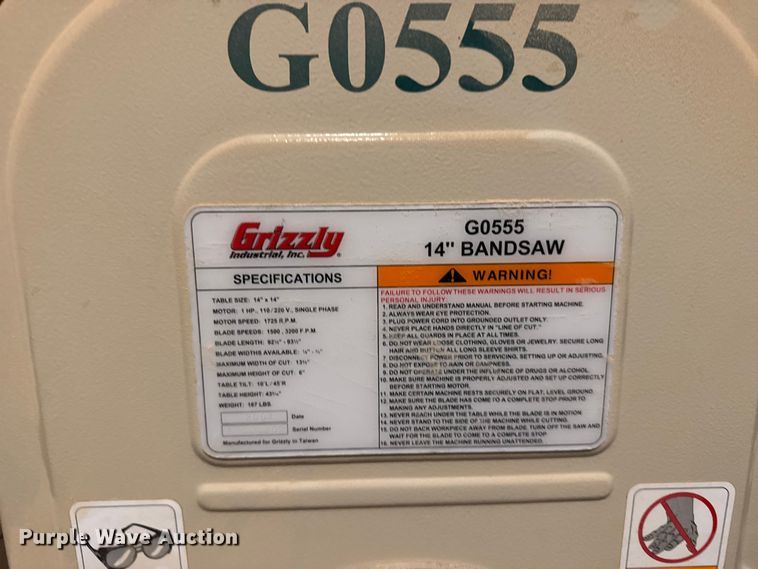 G0555
Grizzly
Industrial, Inc.
G0555
14" BANDSAW
SPECIFICATIONS
TABLE SIZE: 14" x 14"
MOTOR: 1 HP., 110 / 220 V., SINGLE PHASE
MOTOR SPEED: 1725 R.P.M.
BLADE SPEEDS: 1500, 3200 F.P.M.
BLADE LENGTH: 92½" - 93½"
BLADE WIDTHS AVAILABLE:
MAXIMUM WIDTH OF CUT: 13½"
MAXIMUM HEIGHT OF CUT: 6"
TABLE TILT: 10°L / 45°R
TABLE HEIGHT:
WEIGHT: 197 LBS.
Date
Serial Number
Manufactured for Grizzly in Taiwan
WARNING!
FAILURE TO FOLLOW THESE WARNINGS WILL RESULT IN SERIOUS
PERSONAL INJURY
1. READ AND UNDERSTAND MANUAL BEFORE STARTING MACHINE.
2. ALWAYS WEAR EYE PROTECTION.
3. PLUG POWER CORD INTO GROUNDED OUTLET ONLY.
4. NEVER PLACE HANDS DIRECTLY IN "LINE OF CUT."
5. KEEP ALL GUARDS IN PLACE AT ALL TIMES.
6. DO NOT WEAR LOOSE CLOTHING, GLOVES OR JEWELRY. SECURE LONG
HAIR AND BUTTON ALL LONG SLEEVE SHIRTS.
7. DISCONNECT POWER PRIOR TO SERVICING, SETTING UP OR ADJUSTING.
8. DO NOT EXPOSE TO RAIN OR DAMPNESS.
9. DO NOT OPERATE UNDER THE INFLUENCE OF DRUGS OR ALCOHOL.
10. MAKE SURE MACHINE IS PROPERLY ADJUSTED AND SET UP CORRECTLY
BEFORE STARTING MOTOR.
11. MAKE CERTAIN MACHINE RESTS SECURELY ON FLAT, LEVEL GROUND.
12. MAKE SURE THE BLADE HAS COME TO A COMPLETE STOP PRIOR TO
MAKING ANY ADJUSTMENTS.
13. NEVER REACH UNDER THE TABLE WHILE THE BLADE IS IN MOTION.
14. NEVER STAND TO THE SIDE OF THE MACHINE WHILE CUTTING.
15. DO NOT BACK WORKPIECE AWAY FROM BLADE. TURN OFF THE SAW AND
WAIT FOR THE BLADE TO COME TO A COMPLETE STOP.
16. NEVER LEAVE THE MACHINE RUNNING UNATTENDED.
Purple Wave Auction